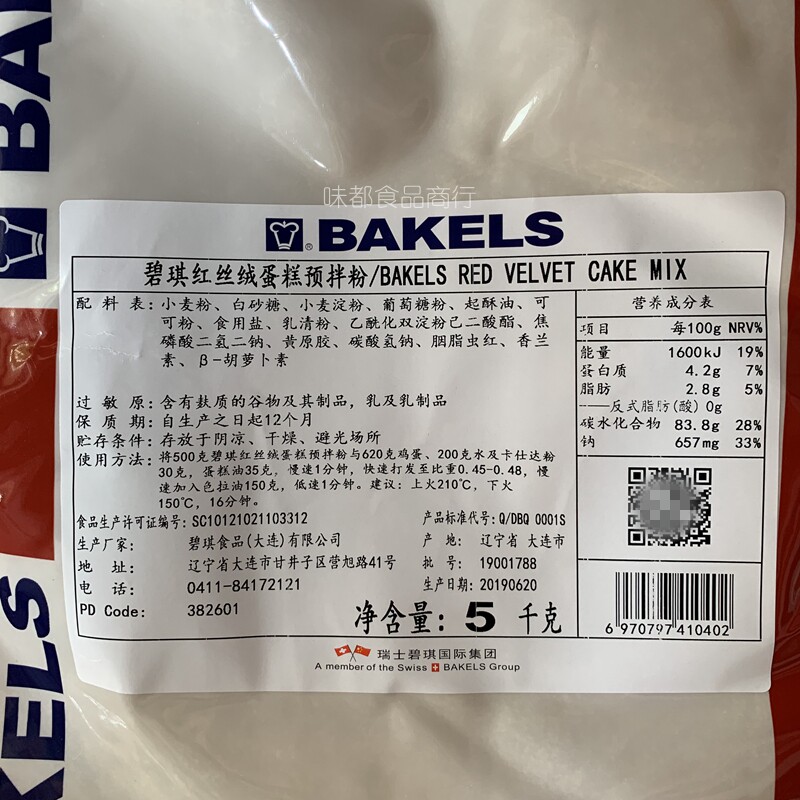 BAKELS
味都食品商行
BAKELS
碧琪红丝绒蛋糕预拌粉/BAKELS RED VELVET CAKE MIX
配 料 表:小麦粉、白砂糖、小麦淀粉、葡萄糖粉、起酥油、可
可粉、食用盐、乳清粉、乙酰化双淀粉己二酸酯、焦
磷酸二氢二钠、黄原胶、碳酸氢钠、胭脂虫红、香兰
素、β-胡萝卜素
过 敏 原:含有麸质的谷物及其制品，乳及乳制品
保 质 期:自生产之日起12个月
贮存条件:存放于阴凉、干燥、避光场所
使用方法:将500克碧琪红丝绒蛋糕预拌粉与620克鸡蛋、200克水及卡仕达粉
30克，蛋糕油35克，慢速1分钟，快速打发至比重0.45-0.48，慢
速加入色拉油150克，低速1分钟。建议：上火210℃，下火
150℃，16分钟。
营养成分表
项目 每100g NRV%
能量 1600kJ 19%
蛋白质 4.2g 7%
脂肪 2.8g 5%
——反式脂肪(酸) 0g
碳水化合物 83.8g 28%
钠 657mg 33%
食品生产许可证编号: SC10121021103312
产品标准代号: Q/DBQ 0001S
生产厂家: 碧琪食品(大连)有限公司
产 地: 辽宁省 大连市
地 址: 辽宁省大连市甘井子区营旭路41号
批 号: 19001788
电 话: 0411-84172121
生产日期: 20190620
PD Code: 382601
净含量: 5 千克
6 970797 410402
瑞士碧琪国际集团
A member of the Swiss BAKELS Group
KELS